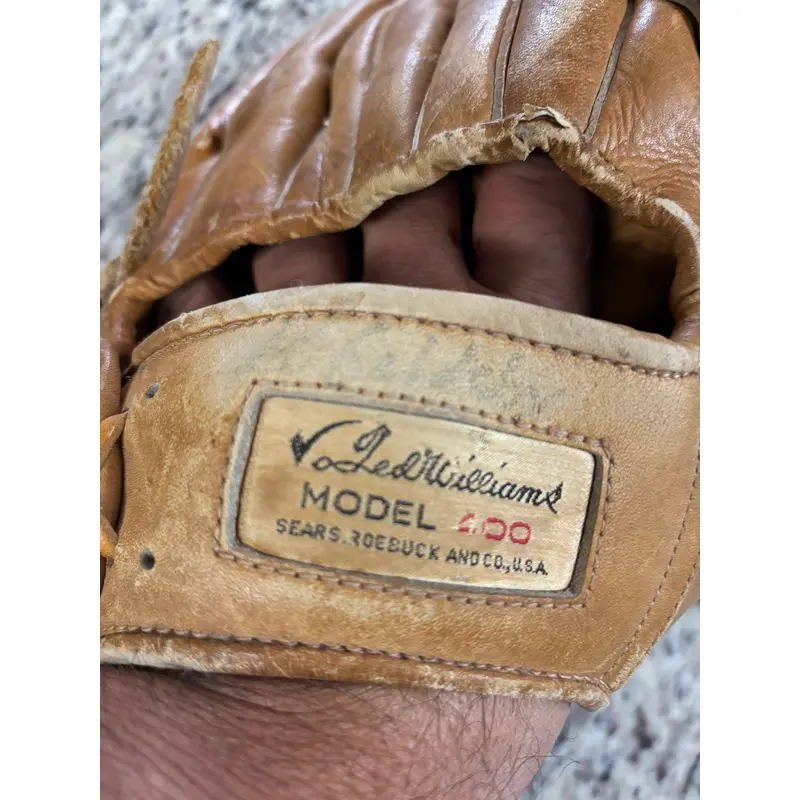 Ted Williams
MODEL 400
SEARS, ROEBUCK AND CO., U.S.A.